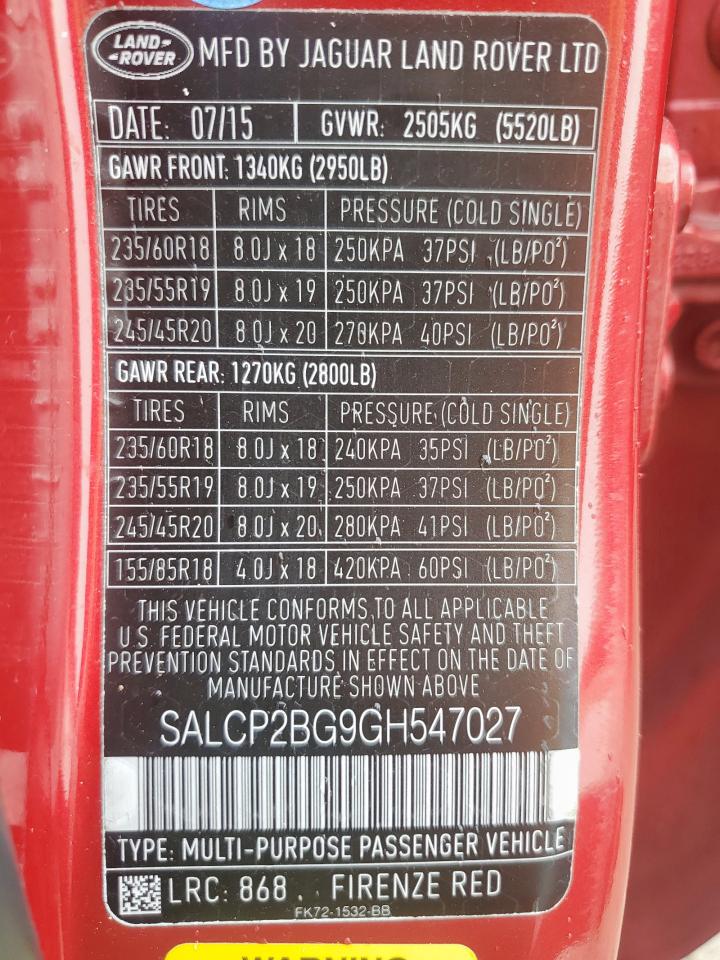 LAND-
-ROVER
MFD BY JAGUAR LAND ROVER LTD
DATE: 07/15 GVWR: 2505KG (5520LB)
GAWR FRONT: 1340KG (2950LB)
TIRES RIMS PRESSURE (COLD SINGLE)
235/60R18 8.0J x 18 250KPA 37PSI (LB/PO²)
235/55R19 8.0J x 19 250KPA 37PSI (LB/PO²)
245/45R20 8.0J x 20 270KPA 40PSI (LB/PO²)
GAWR REAR: 1270KG (2800LB)
TIRES RIMS PRESSURE (COLD SINGLE)
235/60R18 8.0J x 18 240KPA 35PSI (LB/PO²)
235/55R19 8.0J x 19 250KPA 37PSI (LB/PO²)
245/45R20 8.0J x 20 280KPA 41PSI (LB/PO²)
155/85R18 4.0J x 18 420KPA 60PSI (LB/PO²)
THIS VEHICLE CONFORMS TO ALL APPLICABLE
U.S. FEDERAL MOTOR VEHICLE SAFETY AND THEFT
PREVENTION STANDARDS IN EFFECT ON THE DATE OF
MANUFACTURE SHOWN ABOVE
SALCP2BG9GH547027
TYPE: MULTI-PURPOSE PASSENGER VEHICLE
LRC: 868 FIRENZE RED
FK72-1532-BB
WARNING